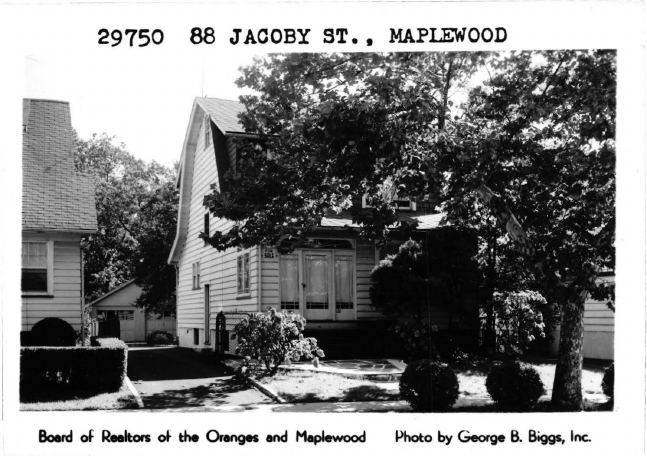 29750 88 JACOBY ST., MAPLEWOOD
Board of Realtors of the Oranges and Maplewood Photo by George B. Biggs, Inc.